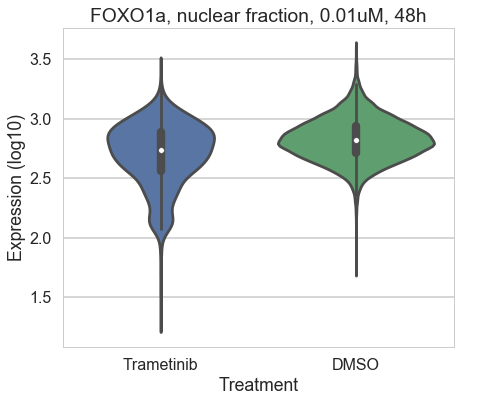 FOXO1a, nuclear fraction, 0.01uM, 48h
Expression (log10)
3.5
3.0
2.5
2.0
1.5
Trametinib
DMSO
Treatment